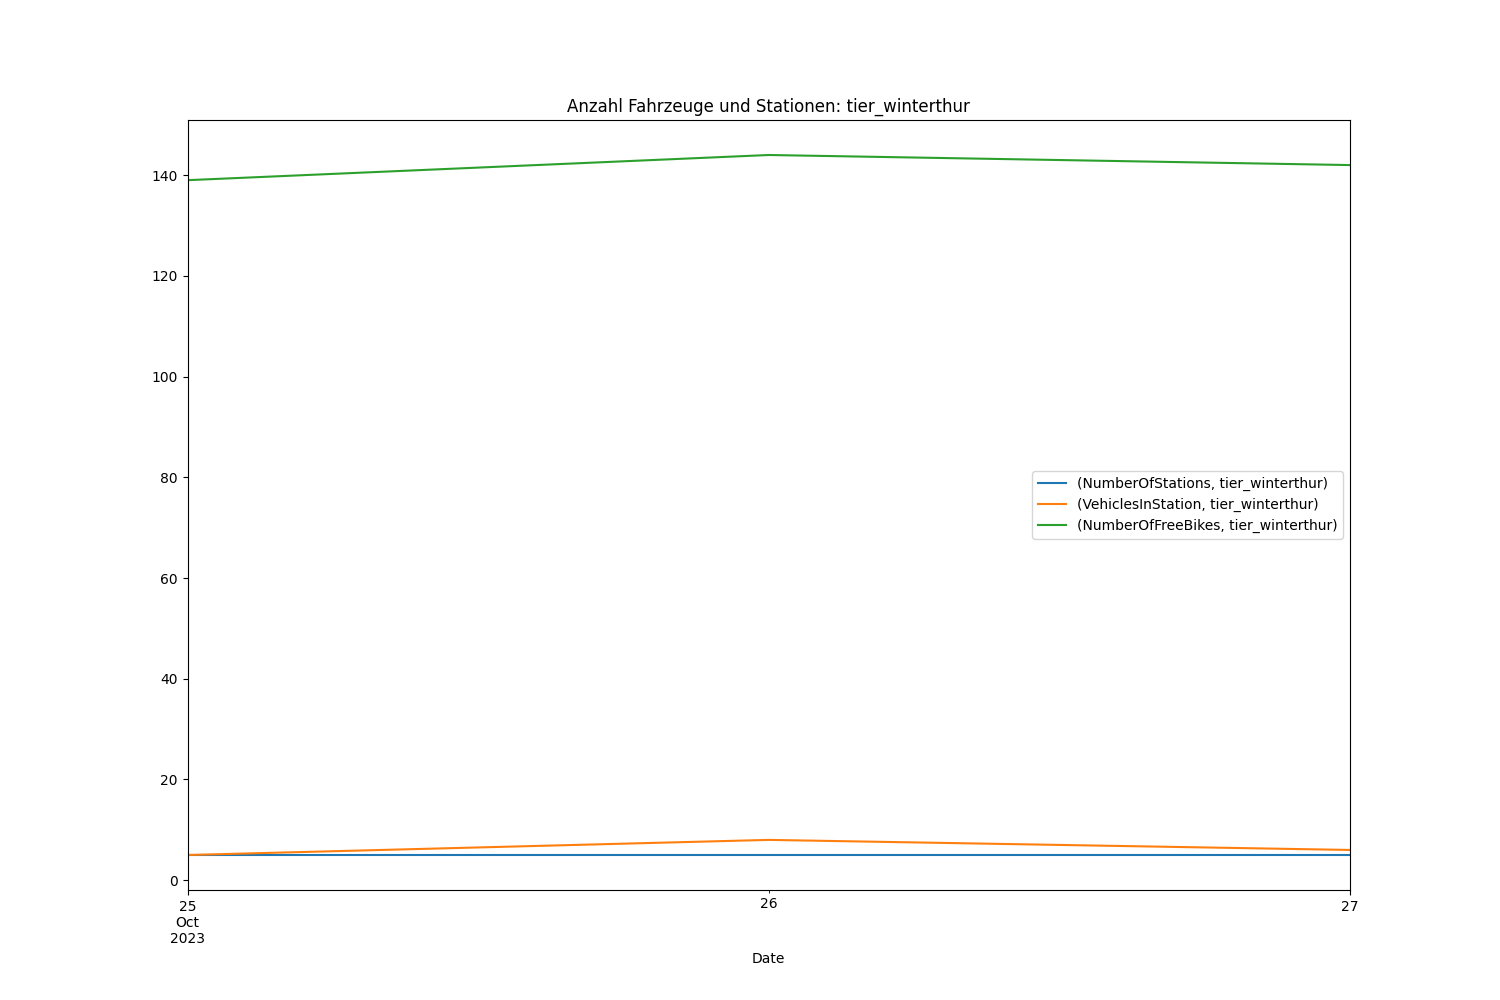 Anzahl Fahrzeuge und Stationen: tier_winterthur
140
120
100
80
60
40
20
0
(NumberOfStations, tier_winterthur)
(VehiclesInStation, tier_winterthur)
(NumberOfFreeBikes, tier_winterthur)
25
Oct
2023
26
27
Date